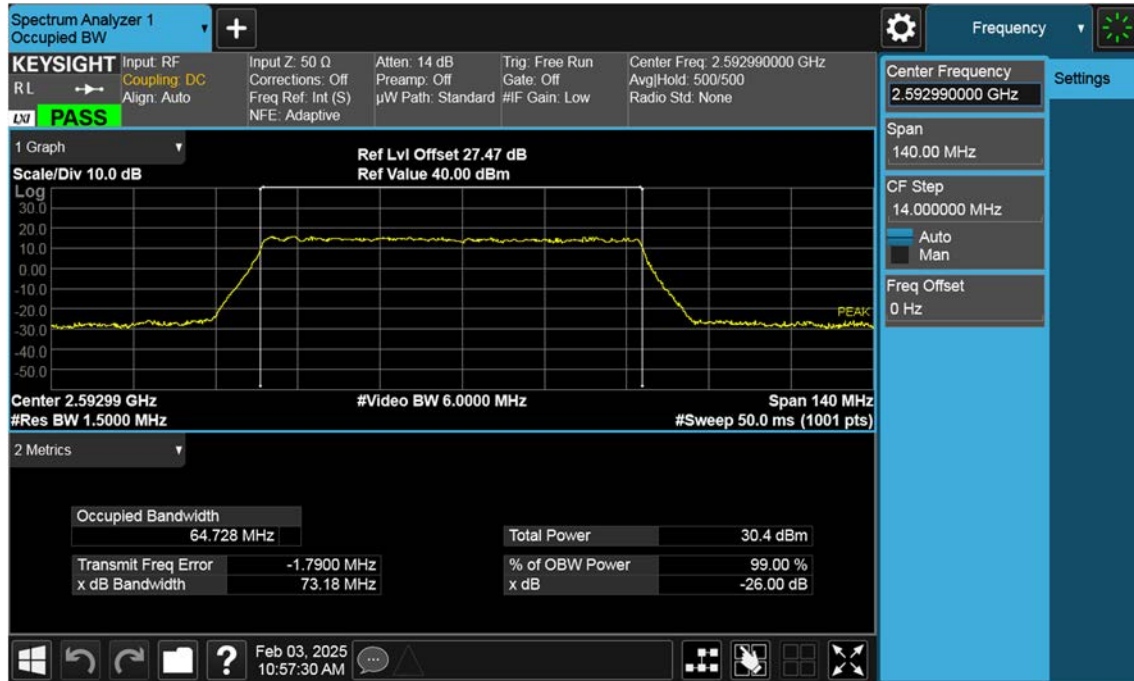 Spectrum Analyzer 1
Occupied BW
Frequency
KEYSIGHT
RL
LXI PASS
Input: RF
Coupling: DC
Align: Auto
Input Z: 50 Ω
Corrections: Off
Freq Ref: Int (S)
NFE: Adaptive
Atten: 14 dB
Preamp: Off
µW Path: Standard
Trig: Free Run
Gate: Off
#IF Gain: Low
Center Freq: 2.592990000 GHz
Avg|Hold: 500/500
Radio Std: None
1 Graph
Scale/Div 10.0 dB
Ref Lvl Offset 27.47 dB
Ref Value 40.00 dBm
Log
30.0
20.0
10.0
0.00
-10.0
-20.0
-30.0
-40.0
-50.0
PEAK
Center 2.59299 GHz
#Video BW 6.0000 MHz
Span 140 MHz
#Res BW 1.5000 MHz
#Sweep 50.0 ms (1001 pts)
2 Metrics
Occupied Bandwidth
64.728 MHz
Total Power 30.4 dBm
Transmit Freq Error -1.7900 MHz
% of OBW Power 99.00 %
x dB Bandwidth 73.18 MHz
x dB -26.00 dB
Feb 03, 2025
10:57:30 AM
Center Frequency
2.592990000 GHz
Span
140.00 MHz
CF Step
14.000000 MHz
Auto
Man
Freq Offset
0 Hz
Settings